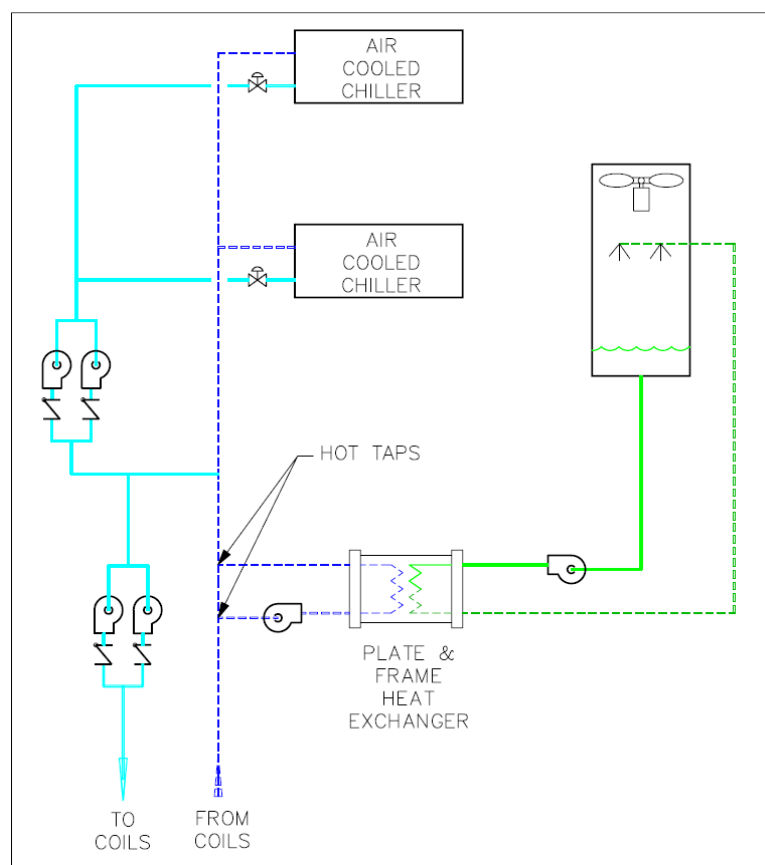 AIR
COOLED
CHILLER
AIR
COOLED
CHILLER
HOT TAPS
PLATE &
FRAME
HEAT
EXCHANGER
TO
COILS
FROM
COILS